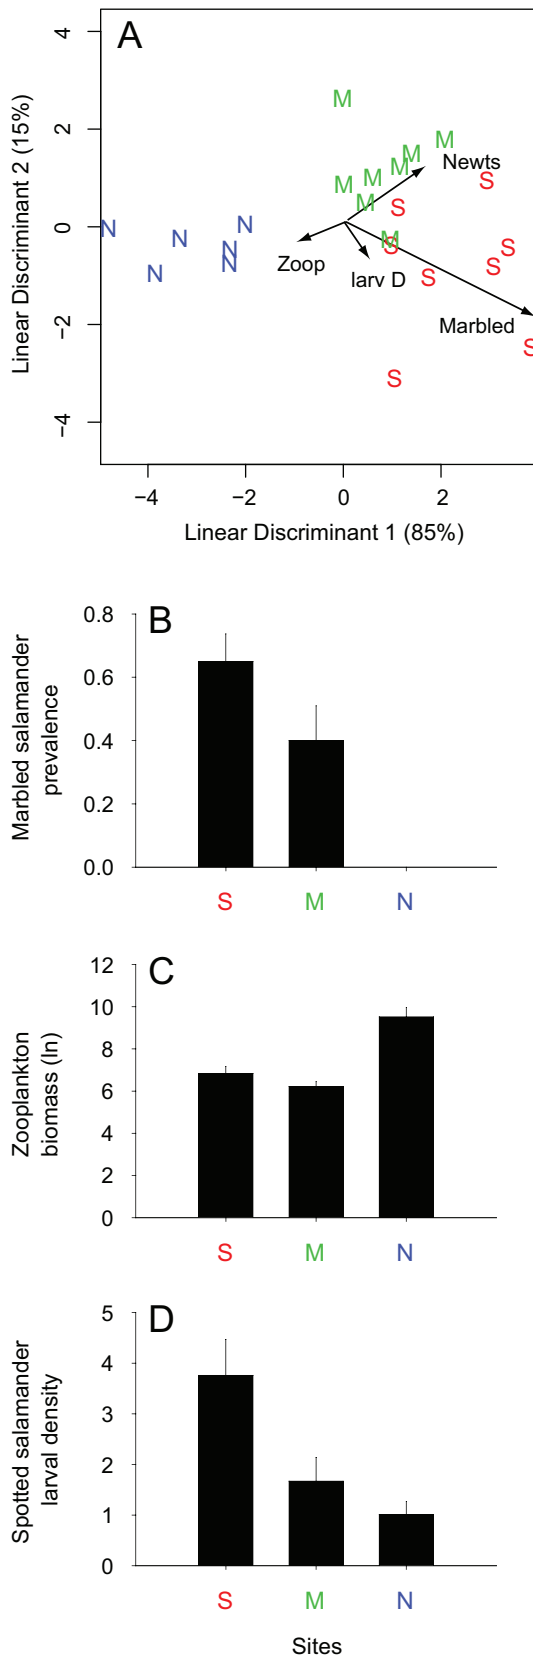 A
Linear Discriminant 2 (15%)
4
2
0
−2
−4
M
M
M
M
M
M
M
M
M
S
S
S
S
S
S
S
S
S
N
N
N
N
N
N
N
Newts
Zoop
larv D
Marbled
−4 −2 0 2
Linear Discriminant 1 (85%)
B
Marbled salamander
prevalence
0.8
0.6
0.4
0.2
0.0
S M N
C
Zooplankton
biomass (ln)
12
10
8
6
4
2
0
S M N
D
Spotted salamander
larval density
5
4
3
2
1
0
S M N
Sites